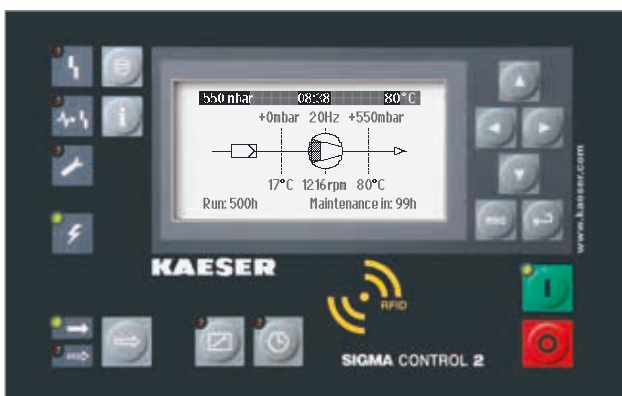 550 mbar 08:38 80°C
+0mbar 20Hz +550mbar
17°C 1216rpm 80°C
Run: 500h Maintenance in: 99h
esc
www.kaeser.com
KAESER
RFID
I
SIGMA CONTROL 2